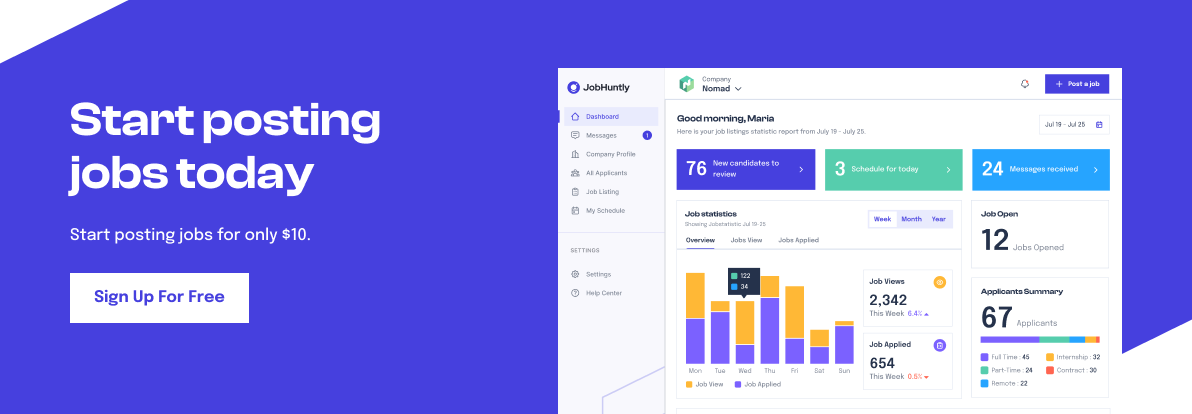 Start posting
jobs today
Start posting jobs for only $10.
Sign Up For Free
JobHuntly
Dashboard
Messages 1
Company Profile
All Applicants
Job Listing
My Schedule
SETTINGS
Settings
Help Center
Company
Nomad
+ Post a job
Good morning, Maria
Here is your job listings statistic report from July 19 - July 25.
Jul 19 - Jul 25
76 New candidates to
review
3 Schedule for today
24 Messages received
Job statistics
Showing Jobstatistic Jul 19-25
Week Month Year
Overview Jobs View Jobs Applied
122
34
Mon Tue Wed Thu Fri Sat Sun
Job View Job Applied
Job Views
2,342
This Week 6.4%
Job Applied
654
This Week 0.5%
Job Open
12 Jobs Opened
Applicants Summary
67 Applicants
Full Time : 45 Internship : 32
Part-Time : 24 Contract : 30
Remote : 22